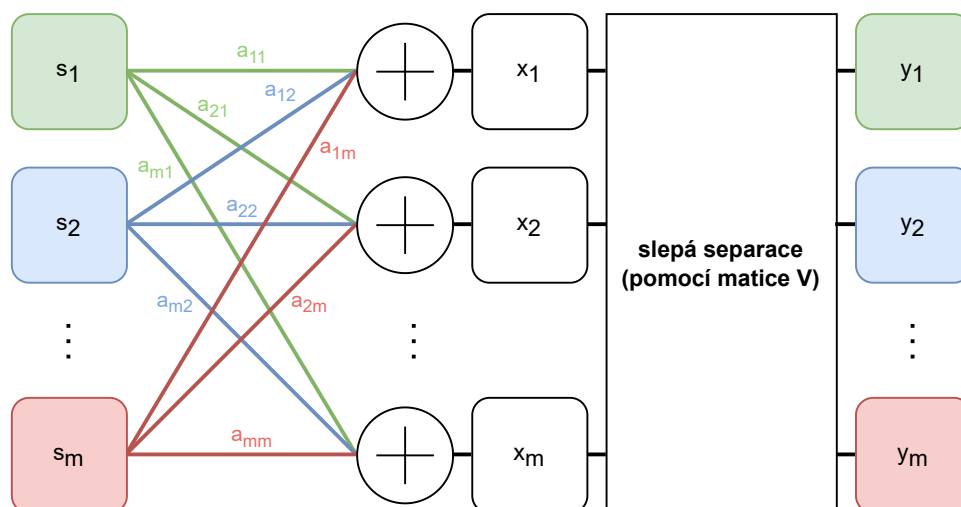 s1
a11
x1
y1
a12
a21
a1m
am1
s2
a22
x2
y2
slepá separace
(pomocí matice V)
am2
a2m
⋮
⋮
⋮
sm
amm
xm
ym